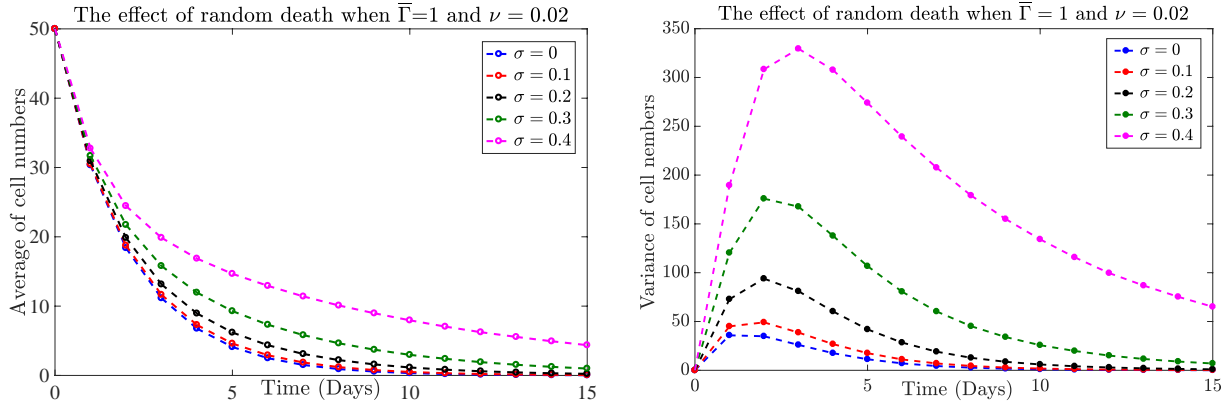 The effect of random death when Γ̅=1 and ν = 0.02
50
40
30
20
10
0
0
5
10
15
Average of cell numbers
Time (Days)
σ = 0
σ = 0.1
σ = 0.2
σ = 0.3
σ = 0.4
The effect of random death when Γ̅ = 1 and ν = 0.02
350
300
250
200
150
100
50
0
0
5
10
15
Variance of cell nembers
Time (Days)
σ = 0
σ = 0.1
σ = 0.2
σ = 0.3
σ = 0.4